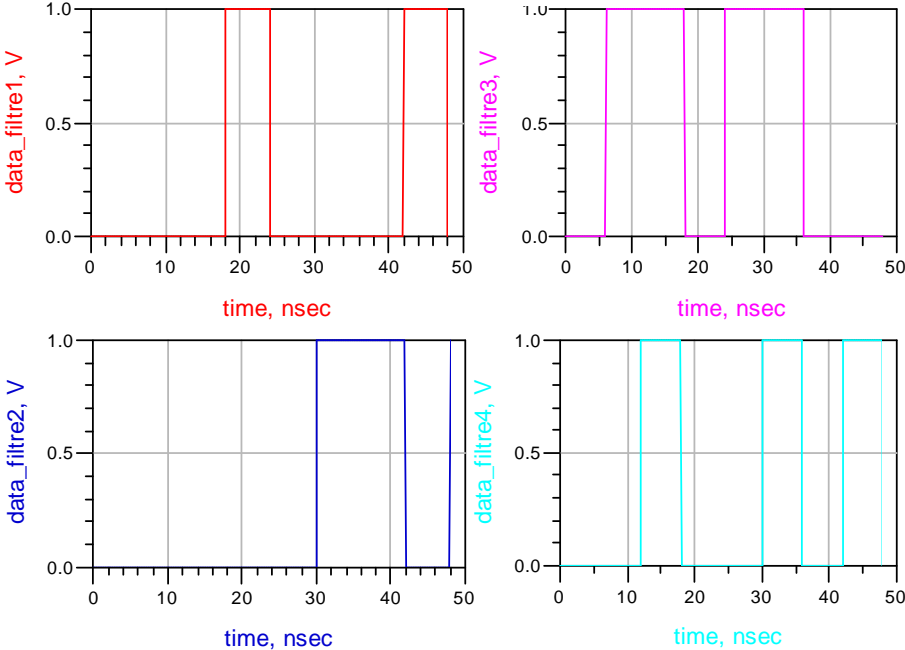 data_filtre1, V
1.0
0.5
0.0
0 10 20 30 40 50
time, nsec
data_filtre3, V
1.0
0.5
0.0
0 10 20 30 40 50
time, nsec
data_filtre2, V
1.0
0.5
0.0
0 10 20 30 40 50
time, nsec
data_filtre4, V
1.0
0.5
0.0
0 10 20 30 40 50
time, nsec